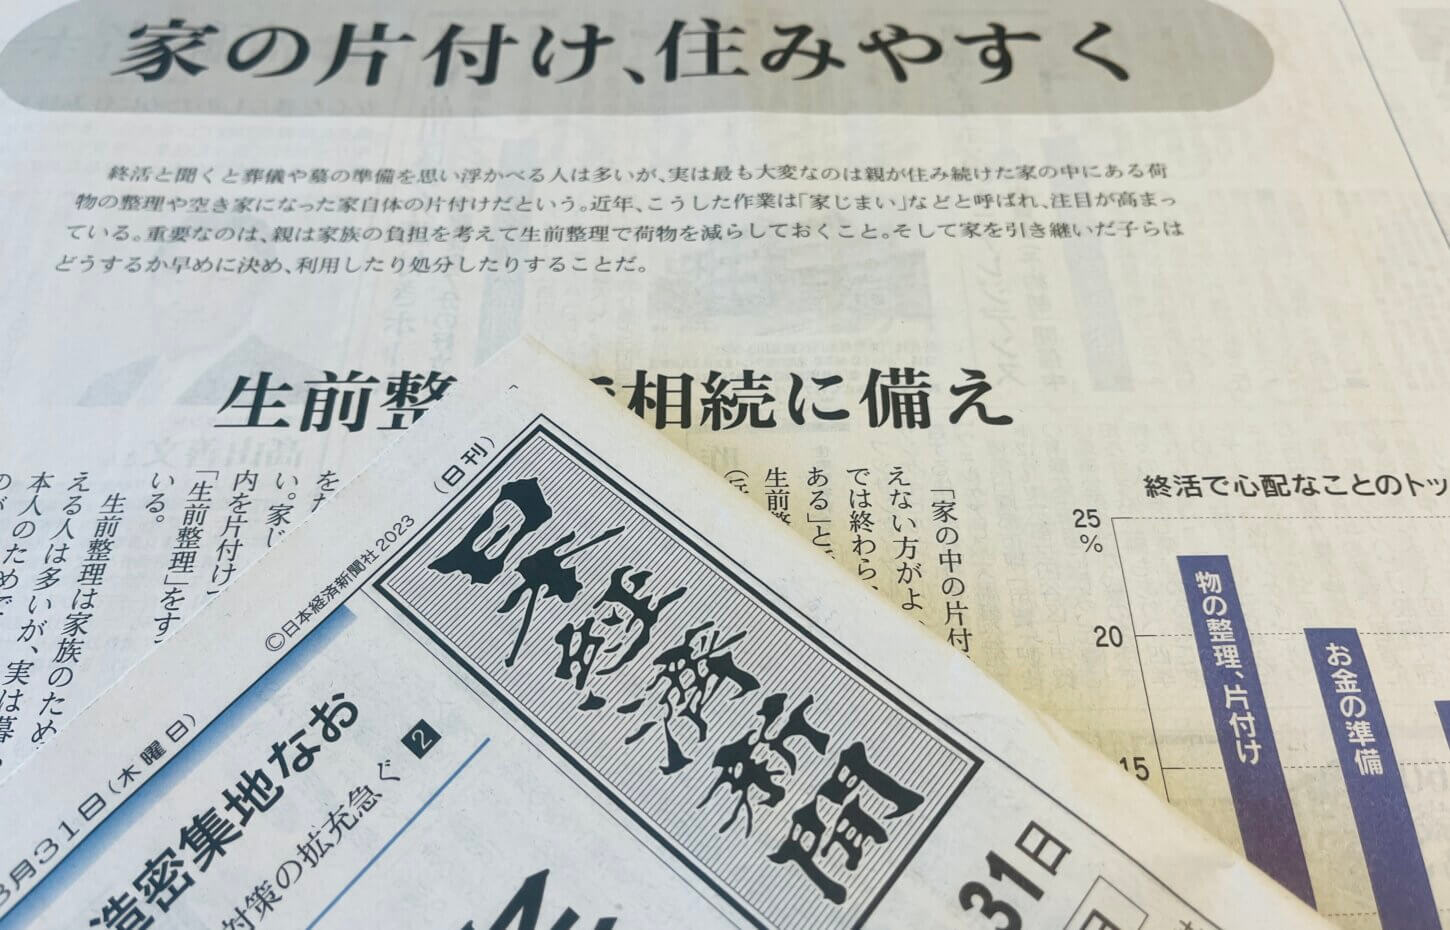 家の片付け、住みやすく
終活と聞くと葬儀や墓の準備を思い浮かべる人は多いが、実は最も大変なのは親が住み続けた家の中にある荷
物の整理や空き家になった家自体の片付けだという。近年、こうした作業は「家じまい」などと呼ばれ、注目が高まっ
ている。重要なのは、親は家族の負担を考えて生前整理で荷物を減らしておくこと。そして家を引き継いだ子らは
どうするか早めに決め、利用したり処分したりすることだ。
生前整
相続に備え
「家の中の片付
えない方がよ
では終わら、
ある」と
生前整
をた
い。家じ
内を片付け
「生前整理」をす
いる。
生前整理は家族のため
える人は多いが、実は
本人のため
終活で心配なことのトッ
25
%
20
15
物の整理、片付け
お金の準備
(日刊)
日本経済新聞
©日本経済新聞社 2023
月31日(木曜日)
造密集地なお
対策の拡充急ぐ 2
31日